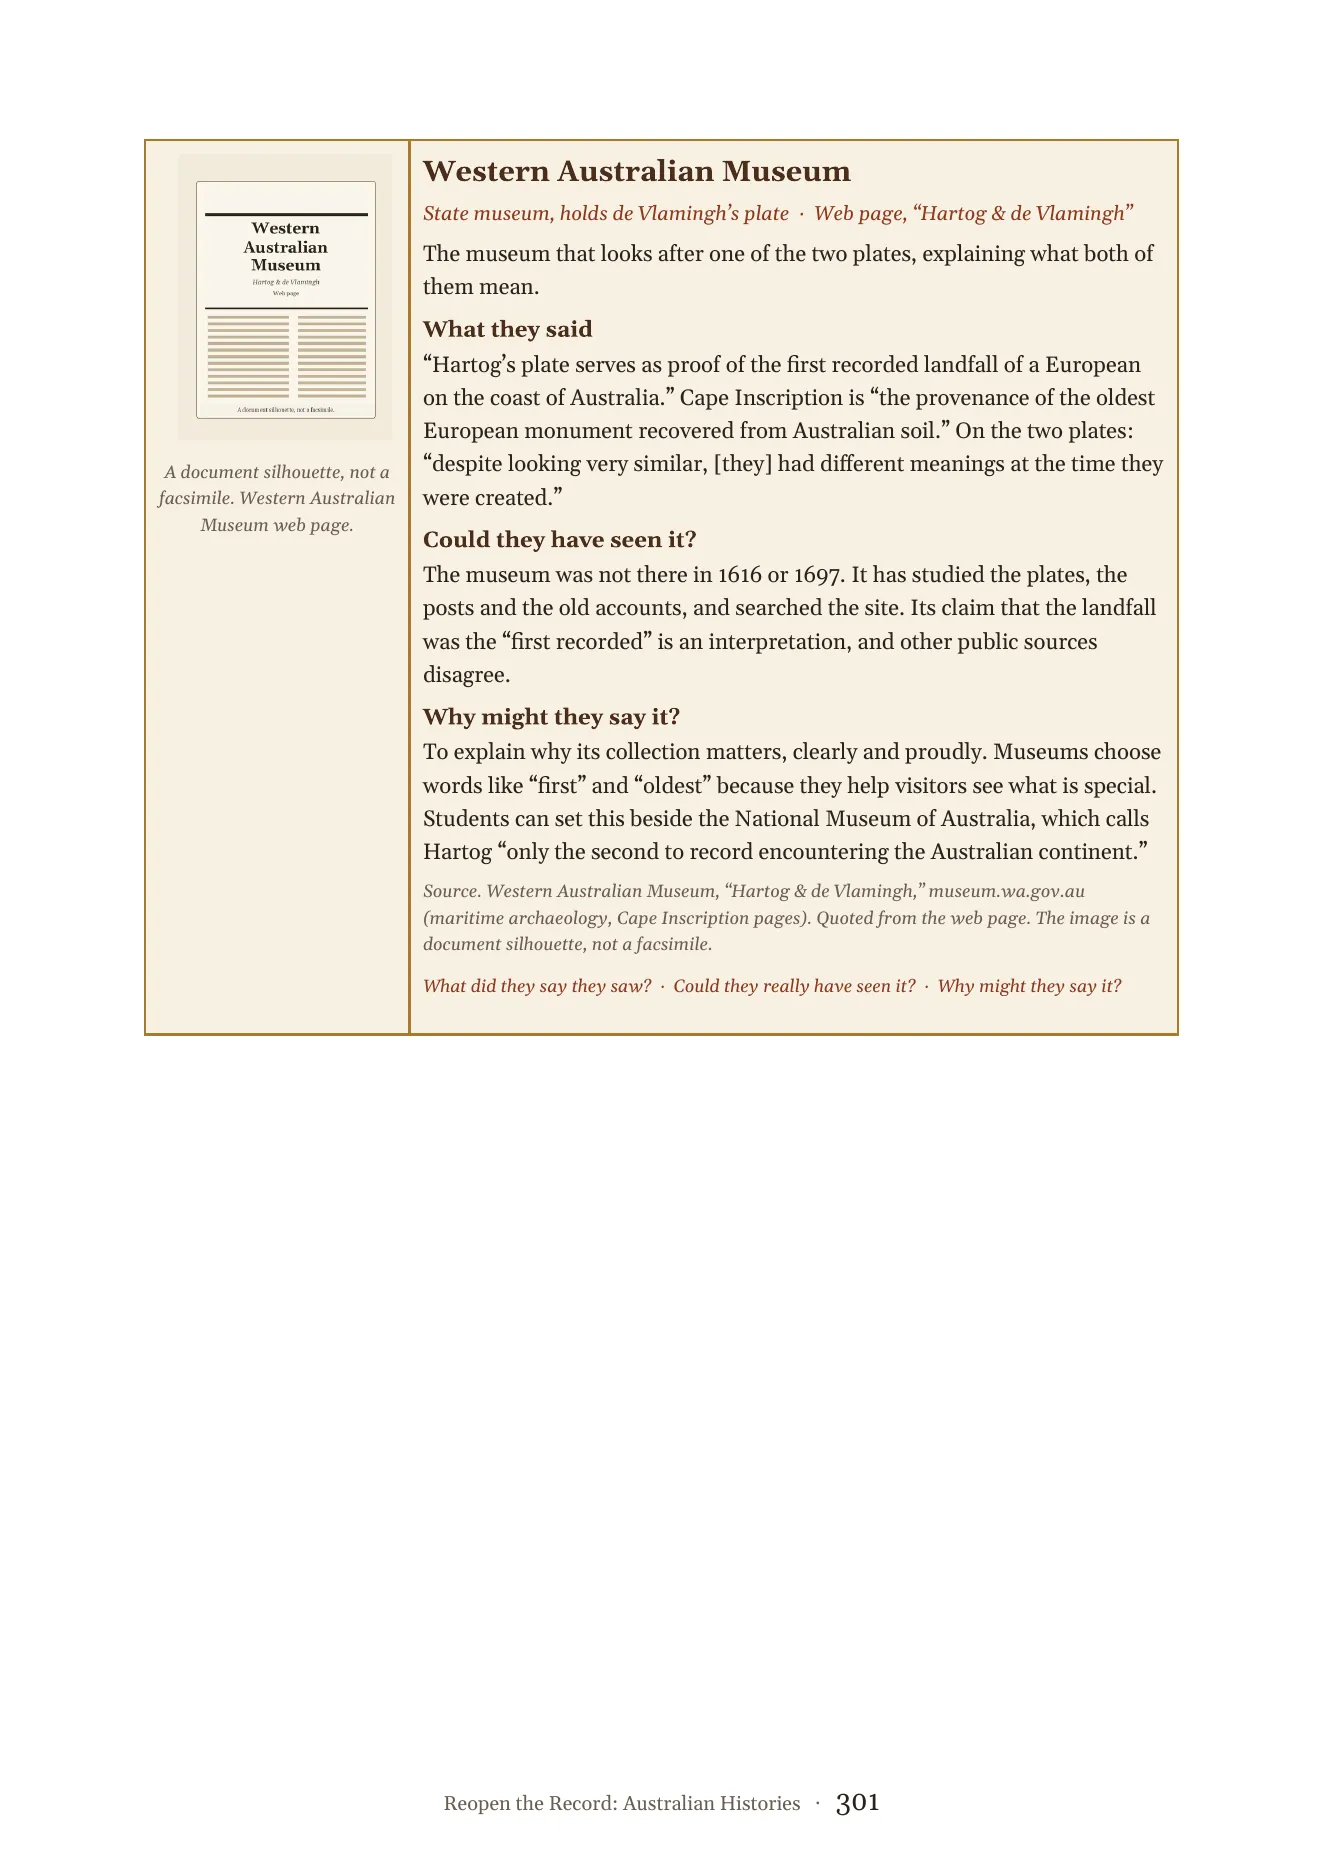 Western
Australian
Museum
Hartog & de Vlamingh
Web page
A document silhouette, not a facsimile.
A document silhouette, not a
facsimile. Western Australian
Museum web page.
Western Australian Museum
State museum, holds de Vlamingh’s plate · Web page, “Hartog & de Vlamingh”
The museum that looks after one of the two plates, explaining what both of
them mean.
What they said
“Hartog’s plate serves as proof of the first recorded landfall of a European
on the coast of Australia.” Cape Inscription is “the provenance of the oldest
European monument recovered from Australian soil.” On the two plates:
“despite looking very similar, [they] had different meanings at the time they
were created.”
Could they have seen it?
The museum was not there in 1616 or 1697. It has studied the plates, the
posts and the old accounts, and searched the site. Its claim that the landfall
was the “first recorded” is an interpretation, and other public sources
disagree.
Why might they say it?
To explain why its collection matters, clearly and proudly. Museums choose
words like “first” and “oldest” because they help visitors see what is special.
Students can set this beside the National Museum of Australia, which calls
Hartog “only the second to record encountering the Australian continent.”
Source. Western Australian Museum, “Hartog & de Vlamingh,” museum.wa.gov.au
(maritime archaeology, Cape Inscription pages). Quoted from the web page. The image is a
document silhouette, not a facsimile.
What did they say they saw? · Could they really have seen it? · Why might they say it?
Reopen the Record: Australian Histories · 301